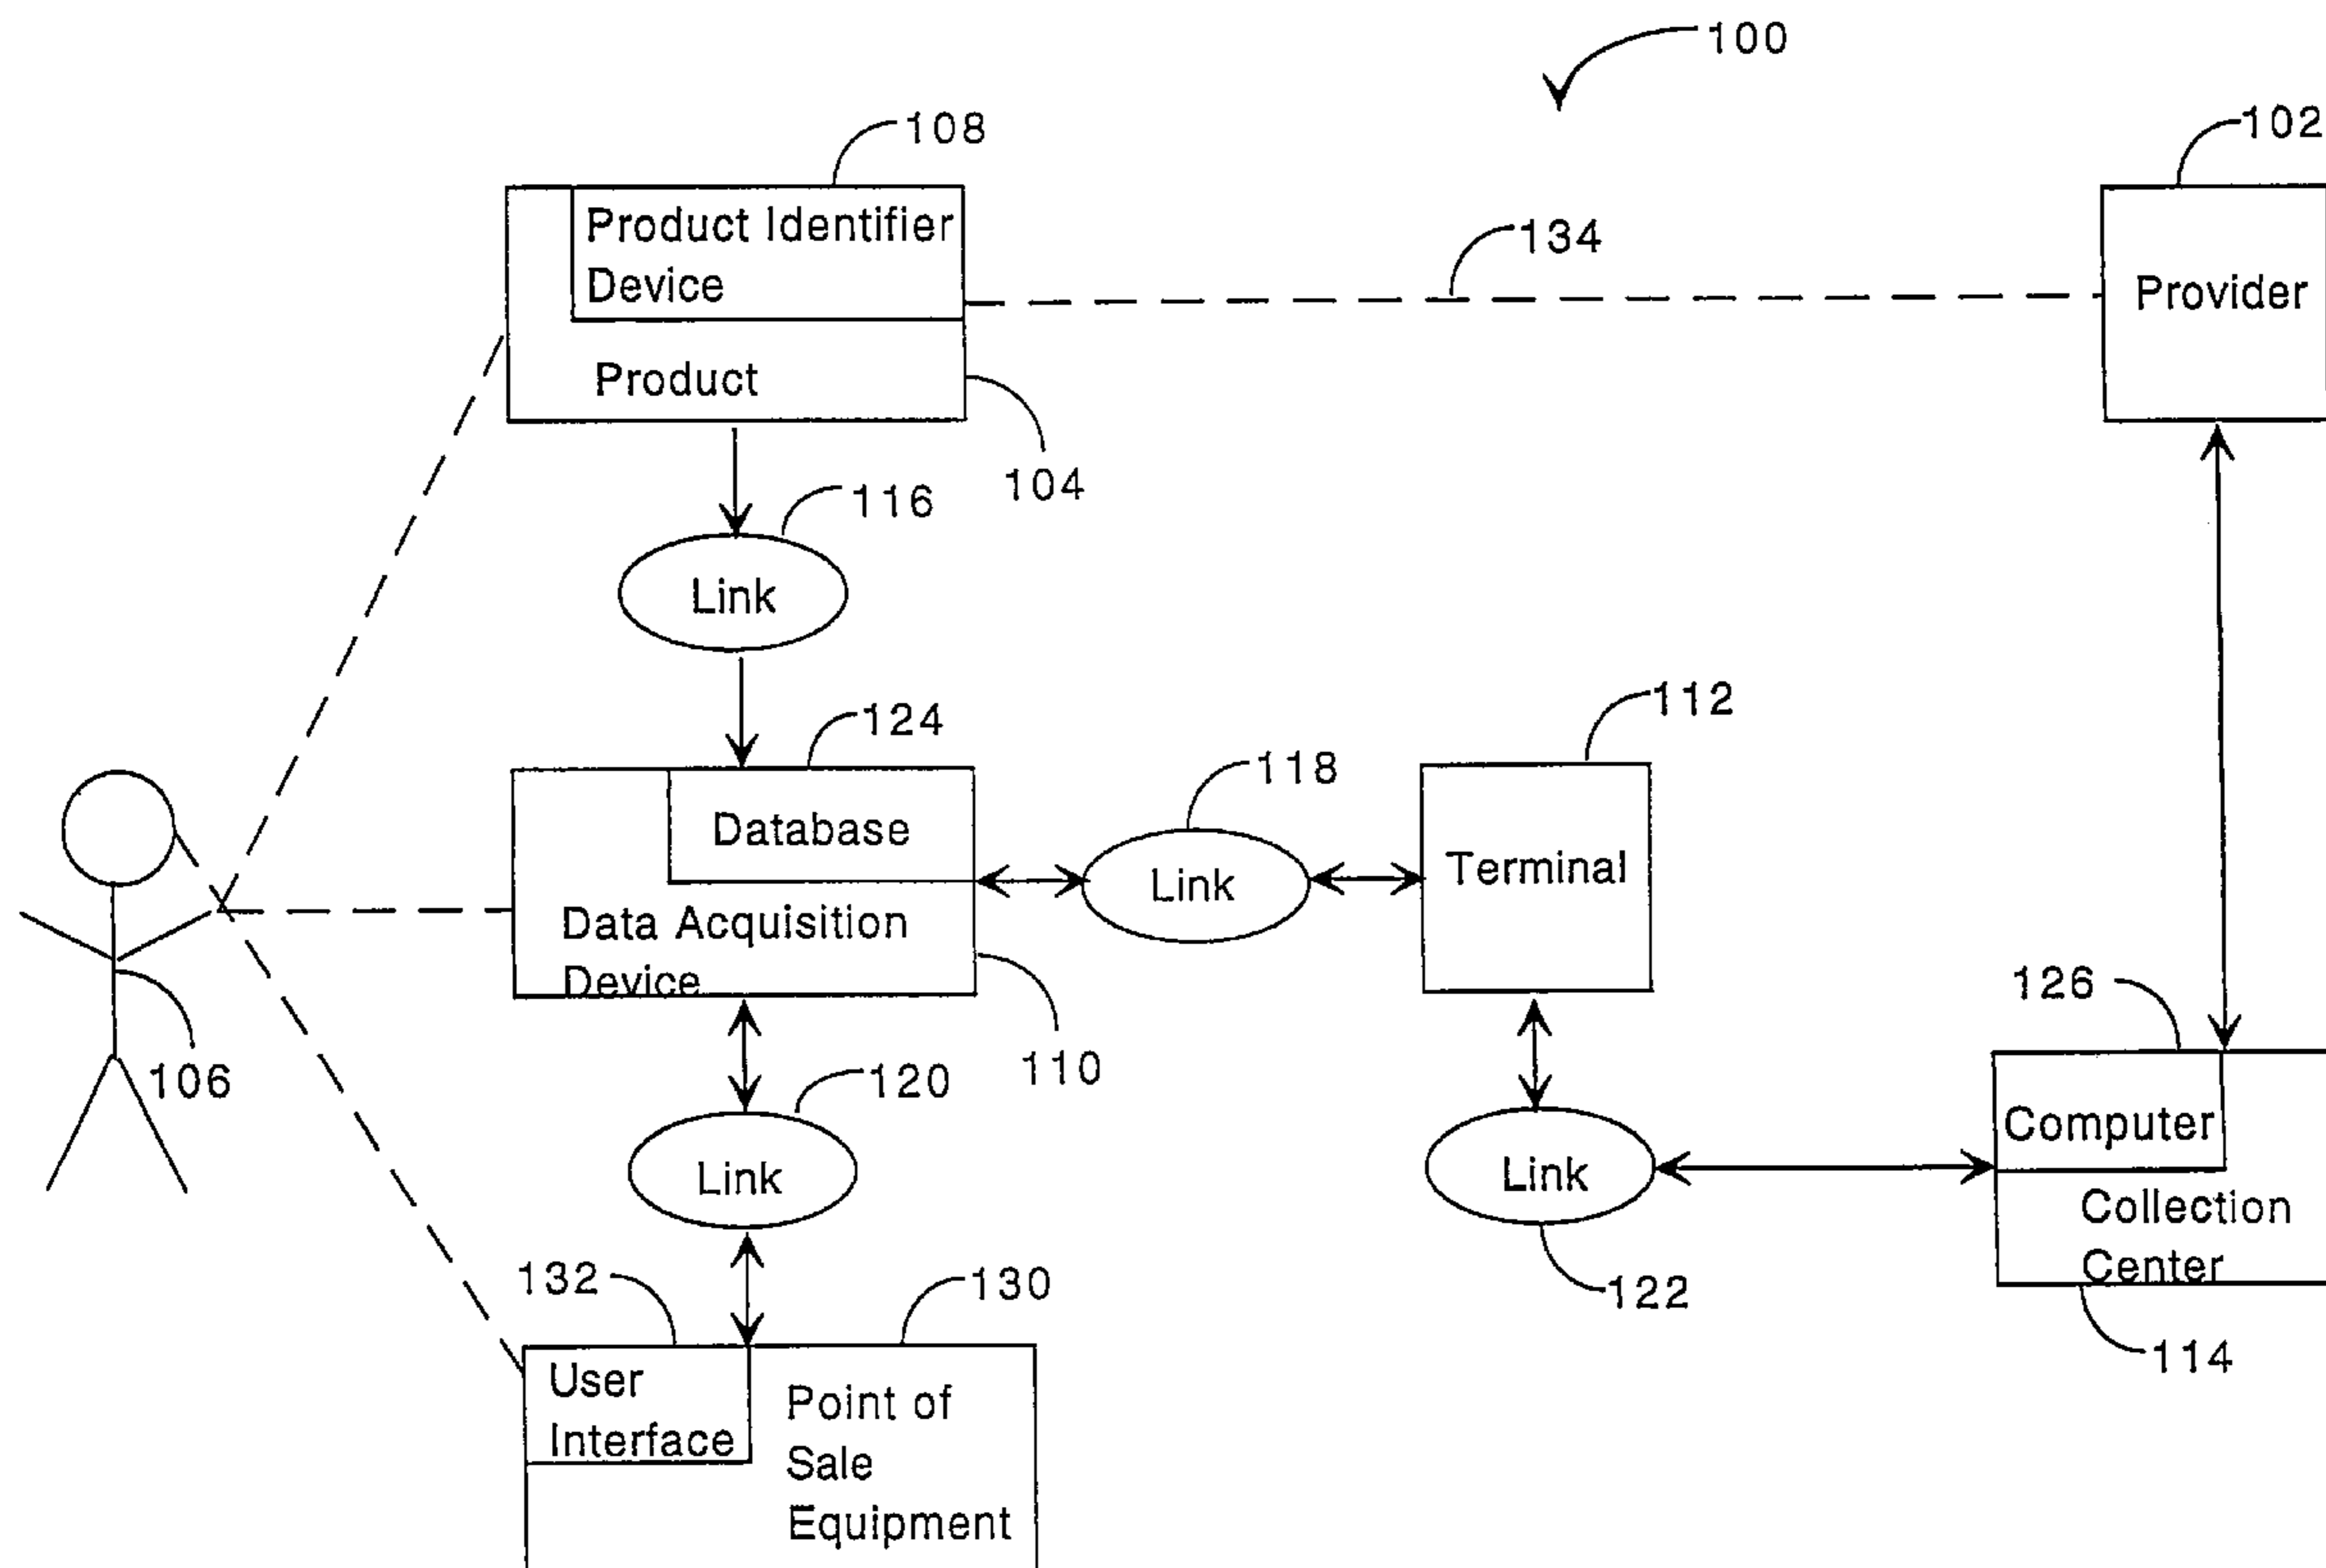 100
108
102
Product Identifier
Device
134
Provider
Product
104
116
Link
124
112
118
Database
Terminal
Link
Data Acquisition
Device
126
110
106
120
Computer
Link
Link
Collection
Center
132
130
122
114
User
Interface
Point of
Sale
Equipment